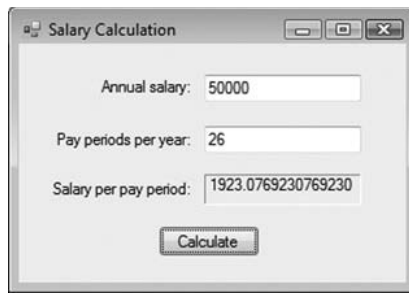 Salary Calculation
Annual salary: 50000
Pay periods per year: 26
Salary per pay period: 1923.0769230769230
Calculate